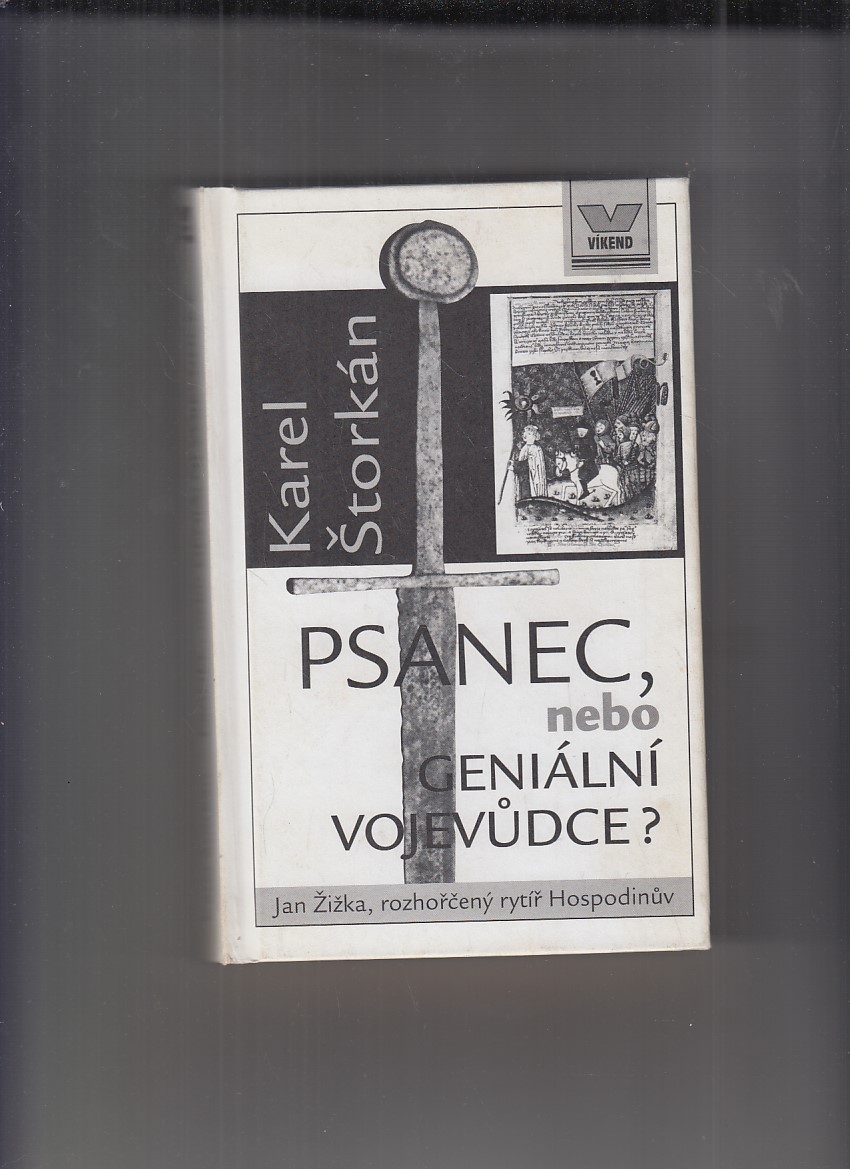 VÍKEND
Karel
Štorkán
PSANEC,
nebo
GENIÁLNÍ
VOJEVŮDCE?
Jan Žižka, rozhořčený rytíř Hospodinův